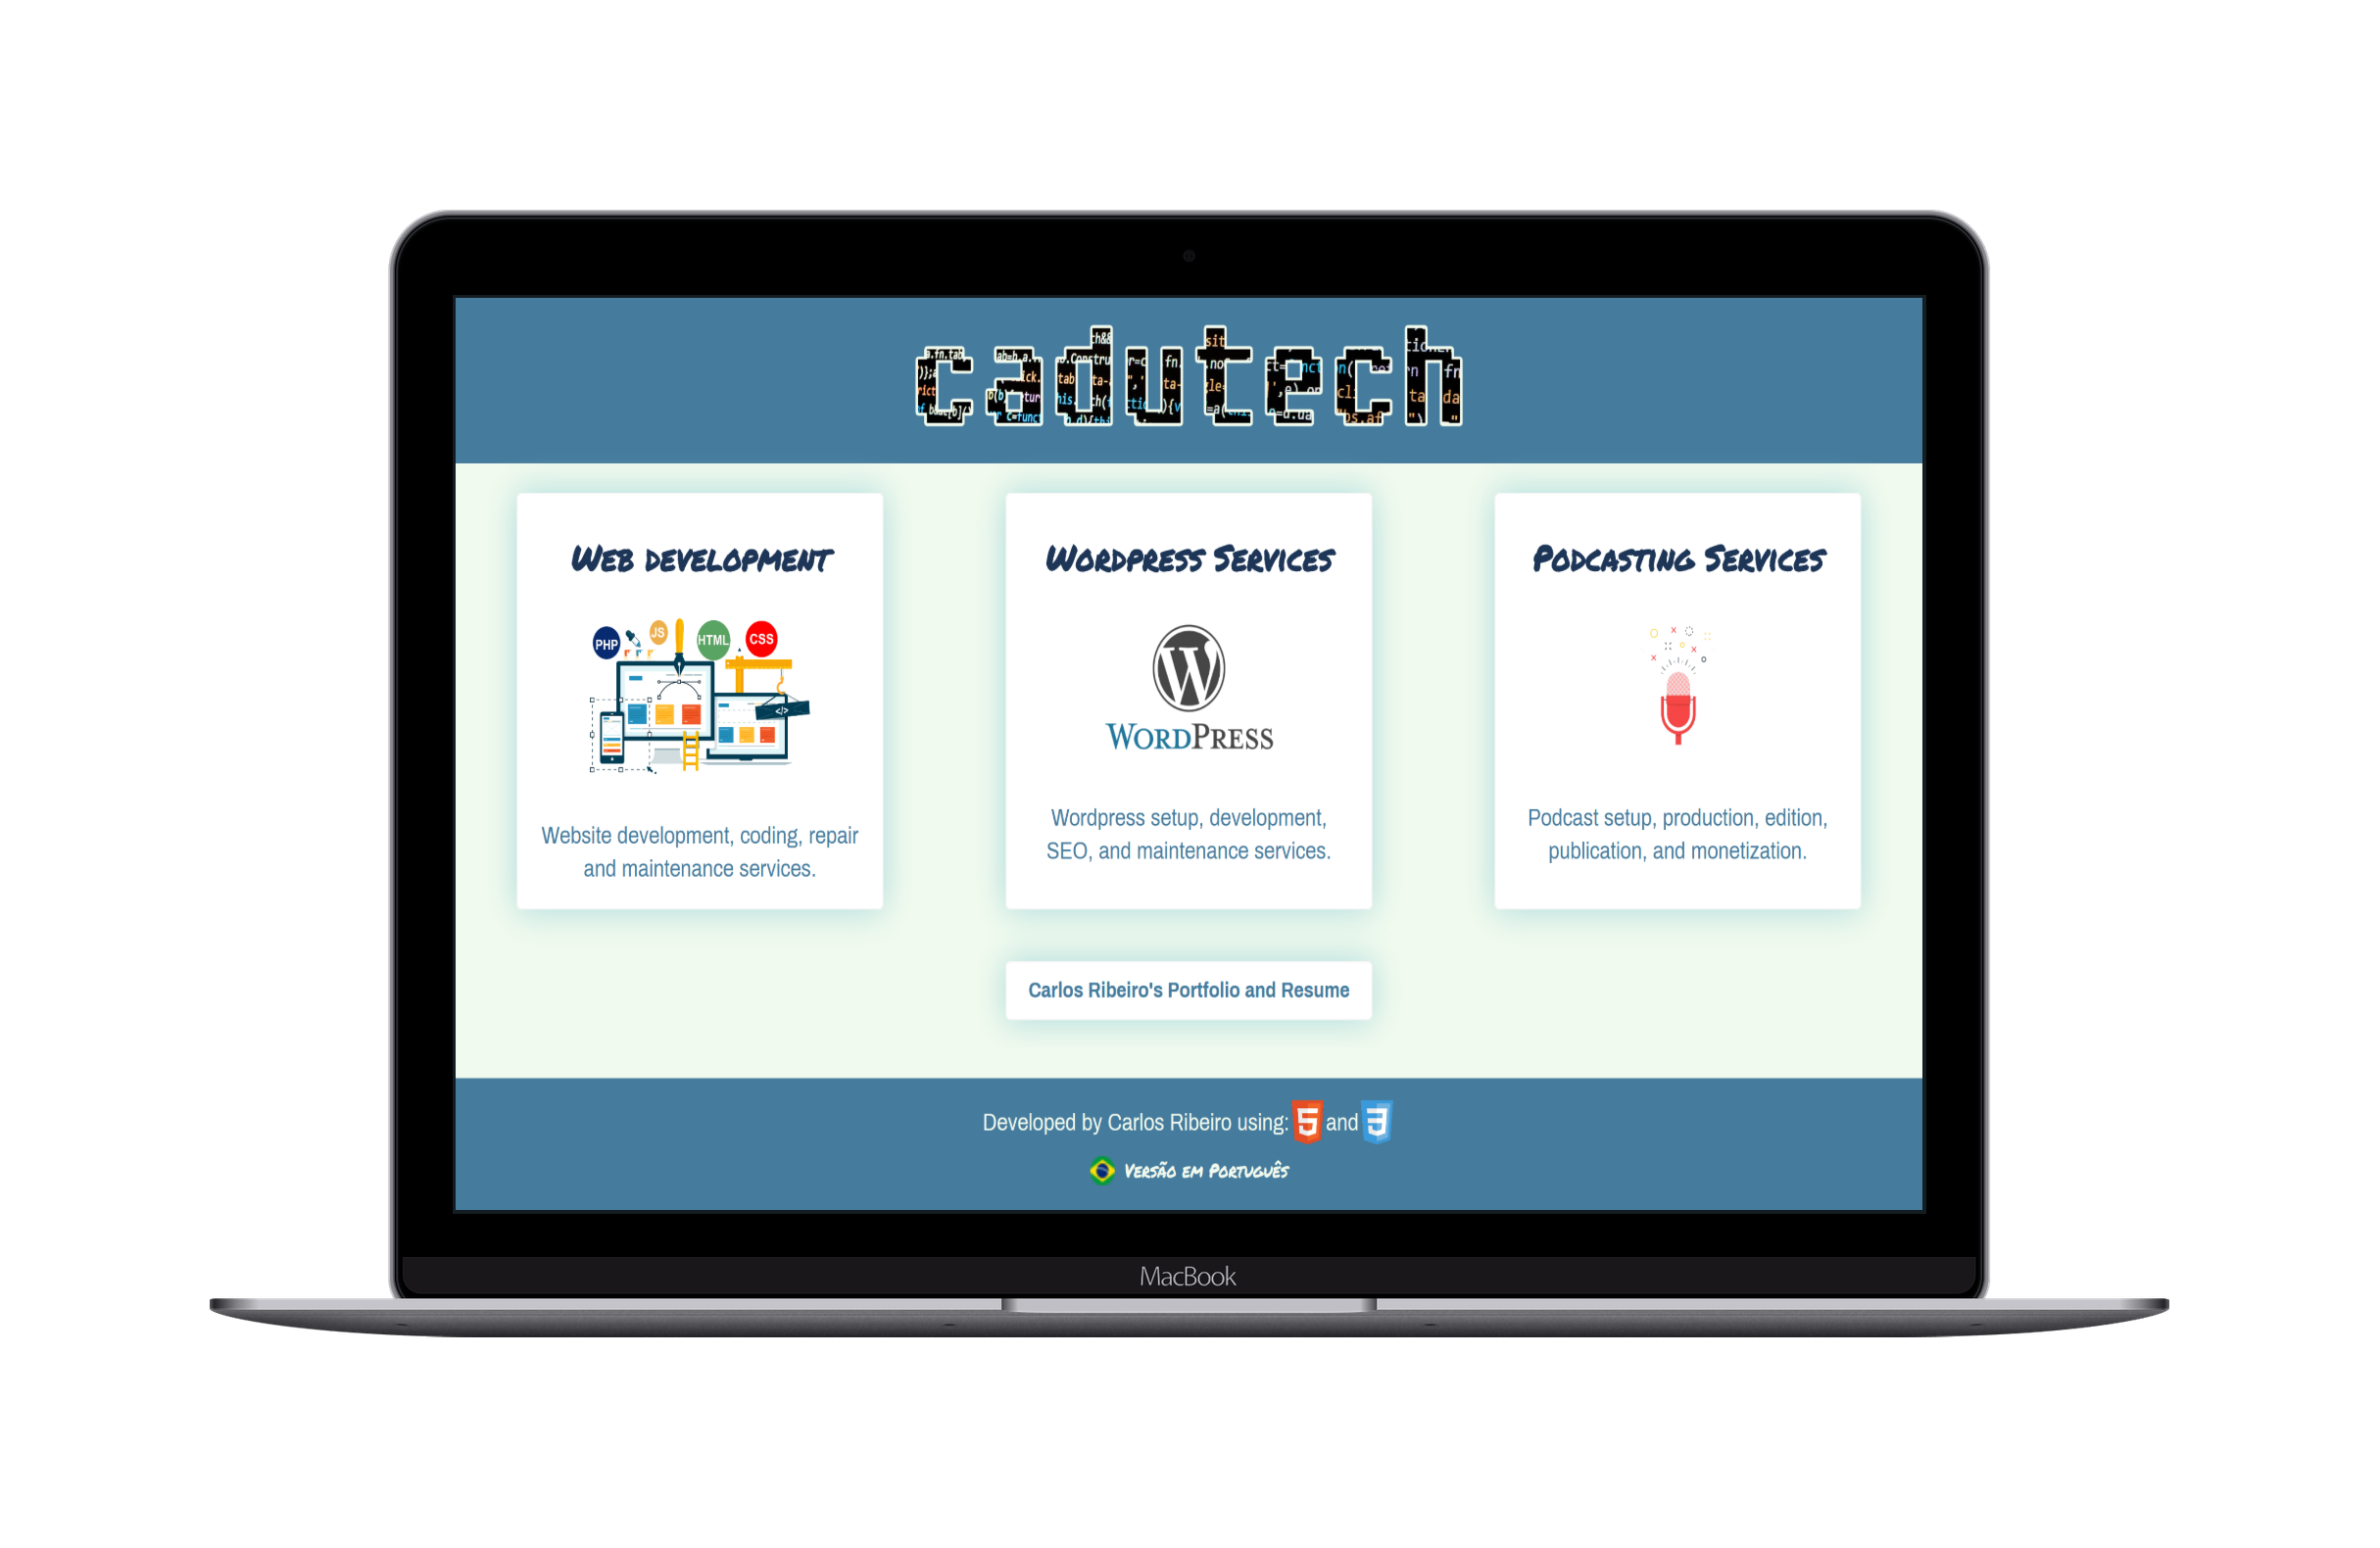 cadutech
Web development
Wordpress Services
Podcasting Services
PHP
JS
HTML
CSS
</>
WordPress
Website development, coding, repair
and maintenance services.
Wordpress setup, development,
SEO, and maintenance services.
Podcast setup, production, edition,
publication, and monetization.
Carlos Ribeiro's Portfolio and Resume
Developed by Carlos Ribeiro using: 5 and 3
Versão em Português
MacBook